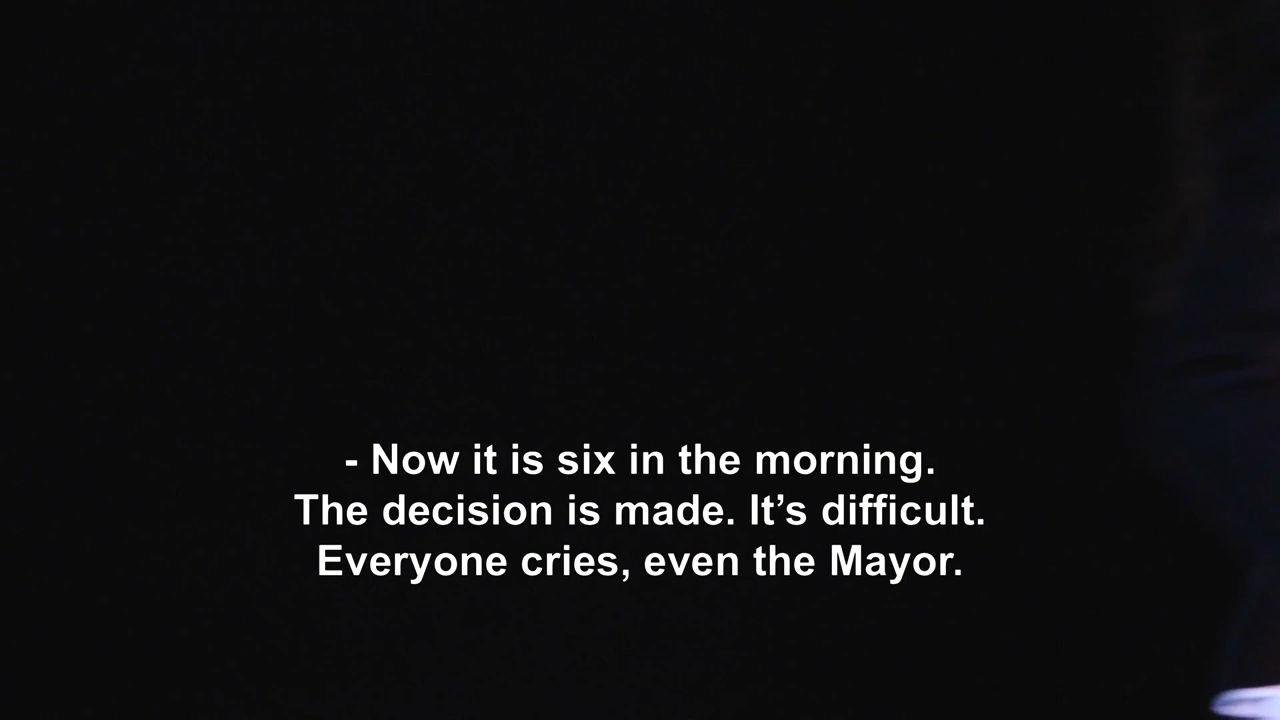 - Now it is six in the morning.
The decision is made. It’s difficult.
Everyone cries, even the Mayor.